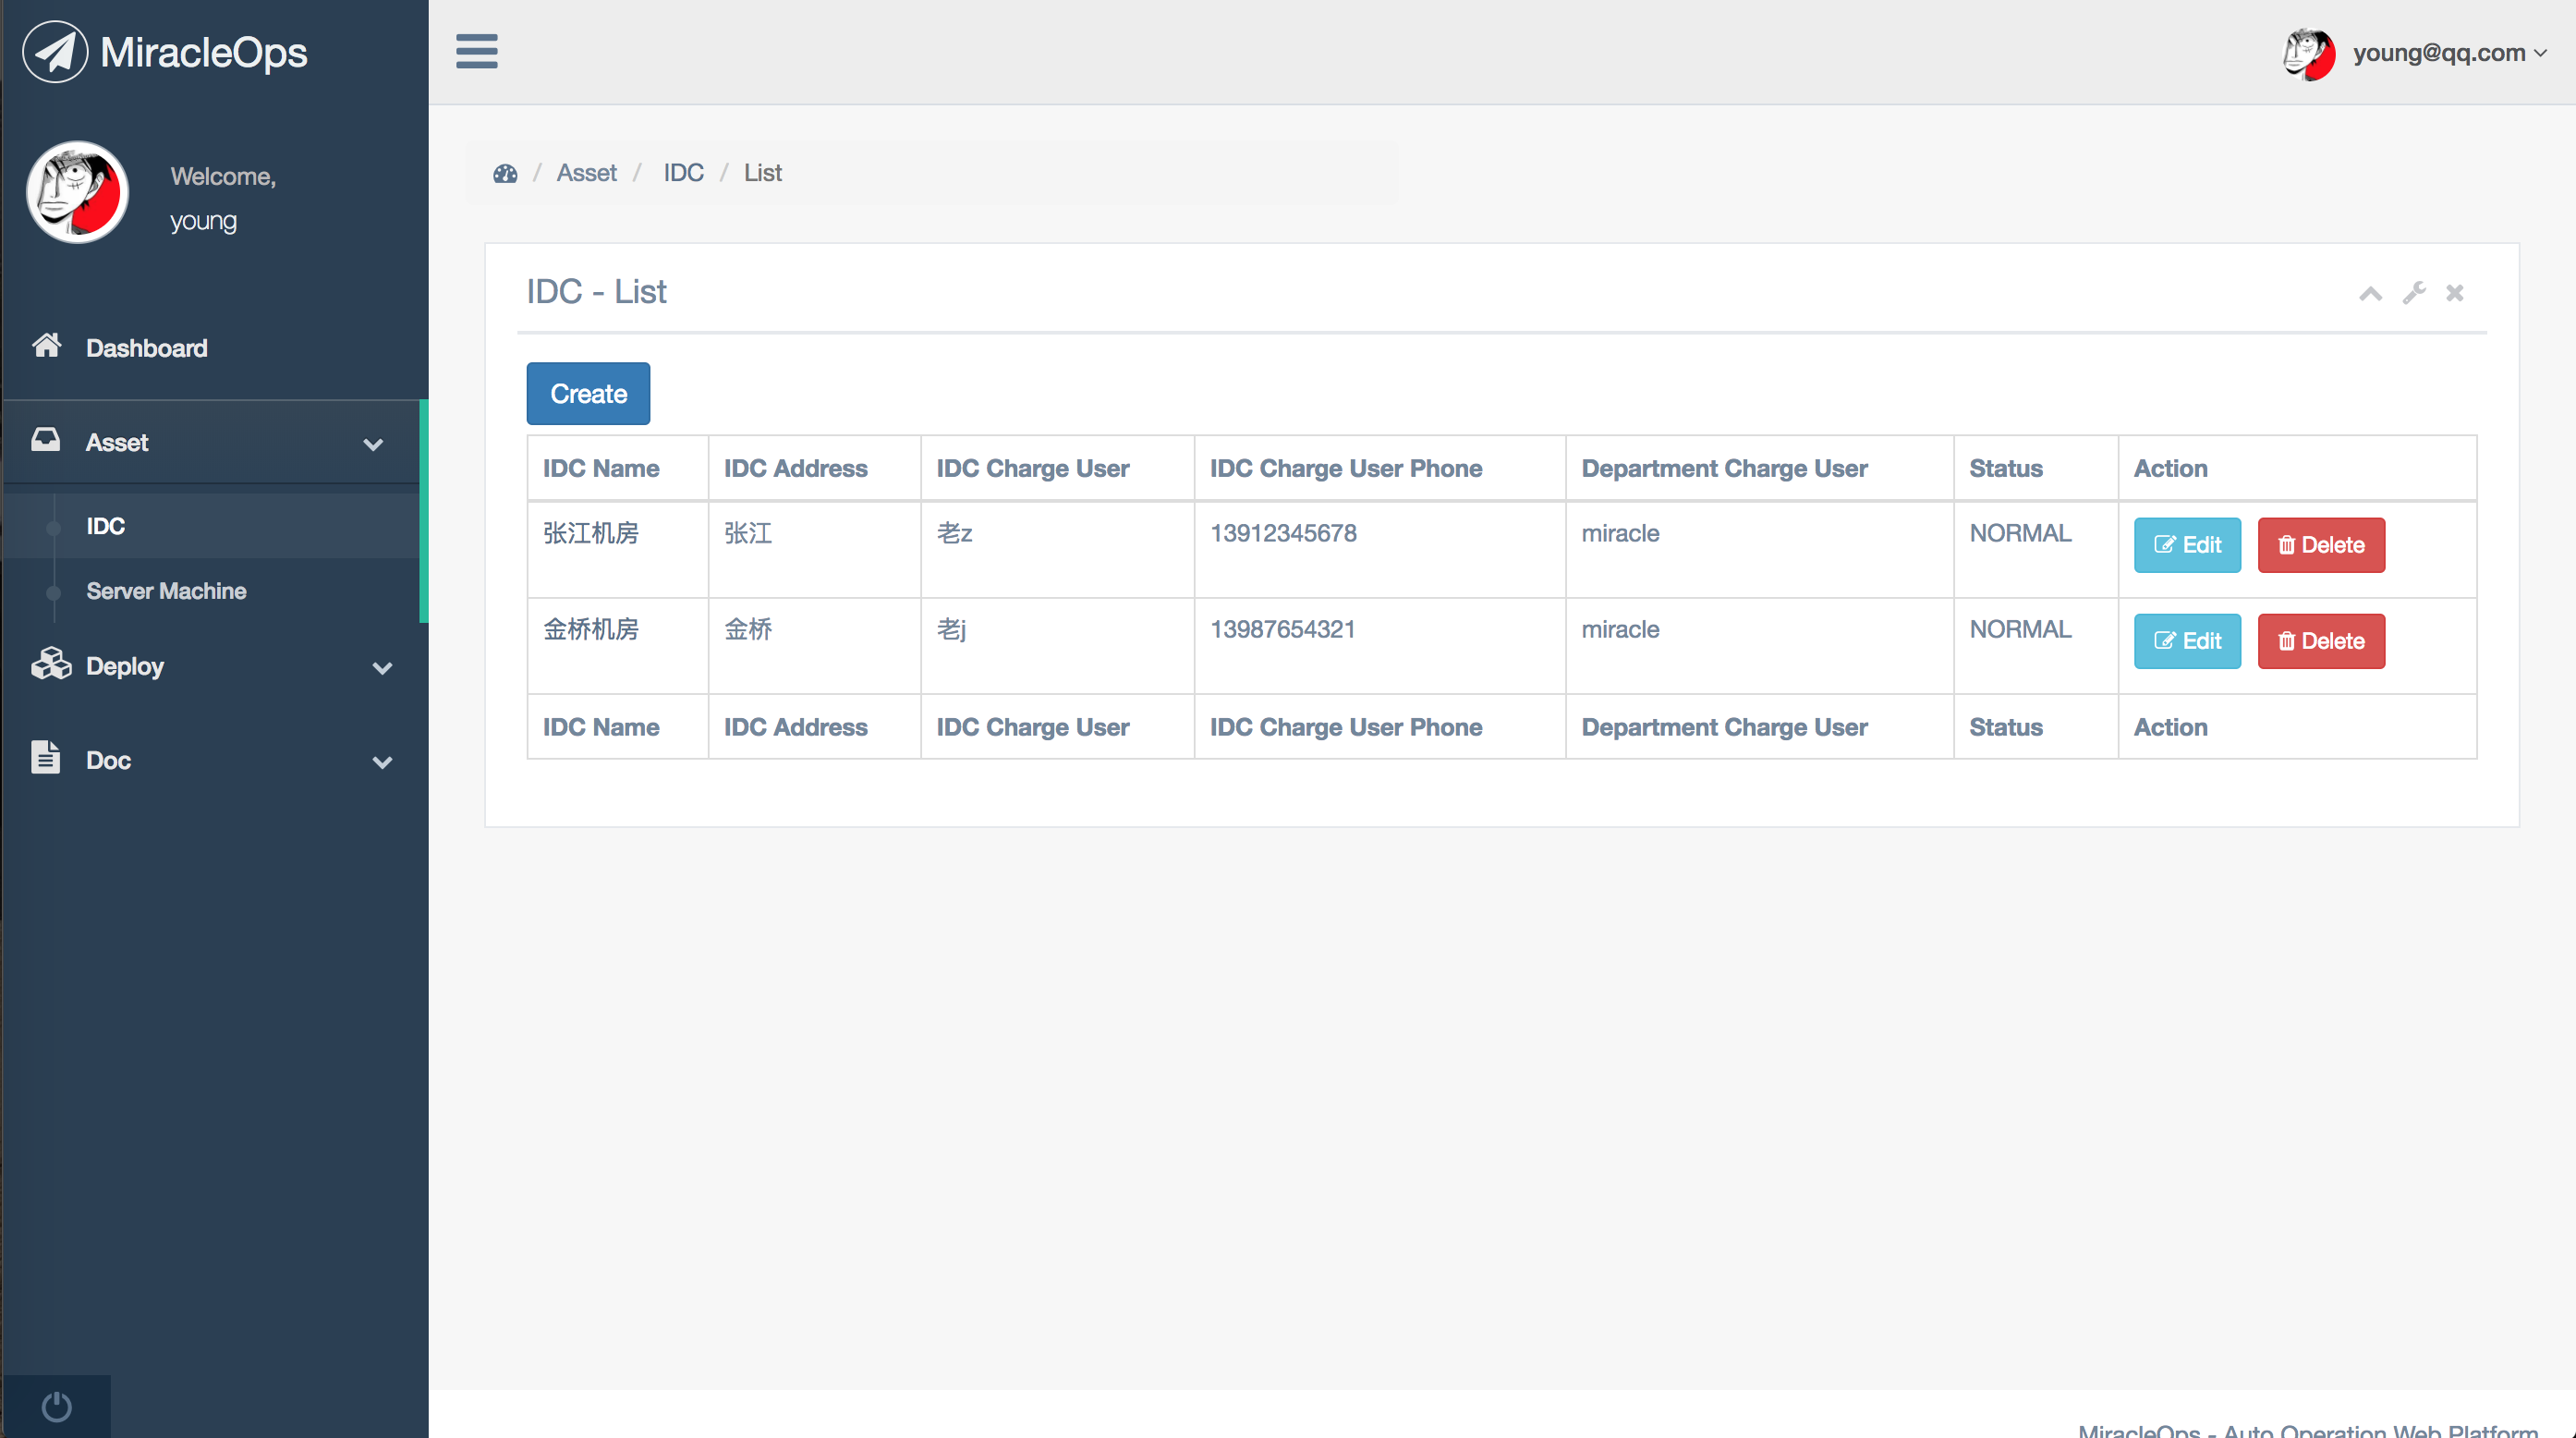 MiracleOps
young@qq.com
Welcome,
young
/ Asset / IDC / List
IDC - List
Dashboard
Create
Asset
IDC Name IDC Address IDC Charge User IDC Charge User Phone Department Charge User Status Action
IDC
张江机房 张江 老z 13912345678 miracle NORMAL Edit Delete
Server Machine
金桥机房 金桥 老j 13987654321 miracle NORMAL Edit Delete
Deploy
IDC Name IDC Address IDC Charge User IDC Charge User Phone Department Charge User Status Action
Doc
MiracleOps - Auto Operation Web Platform